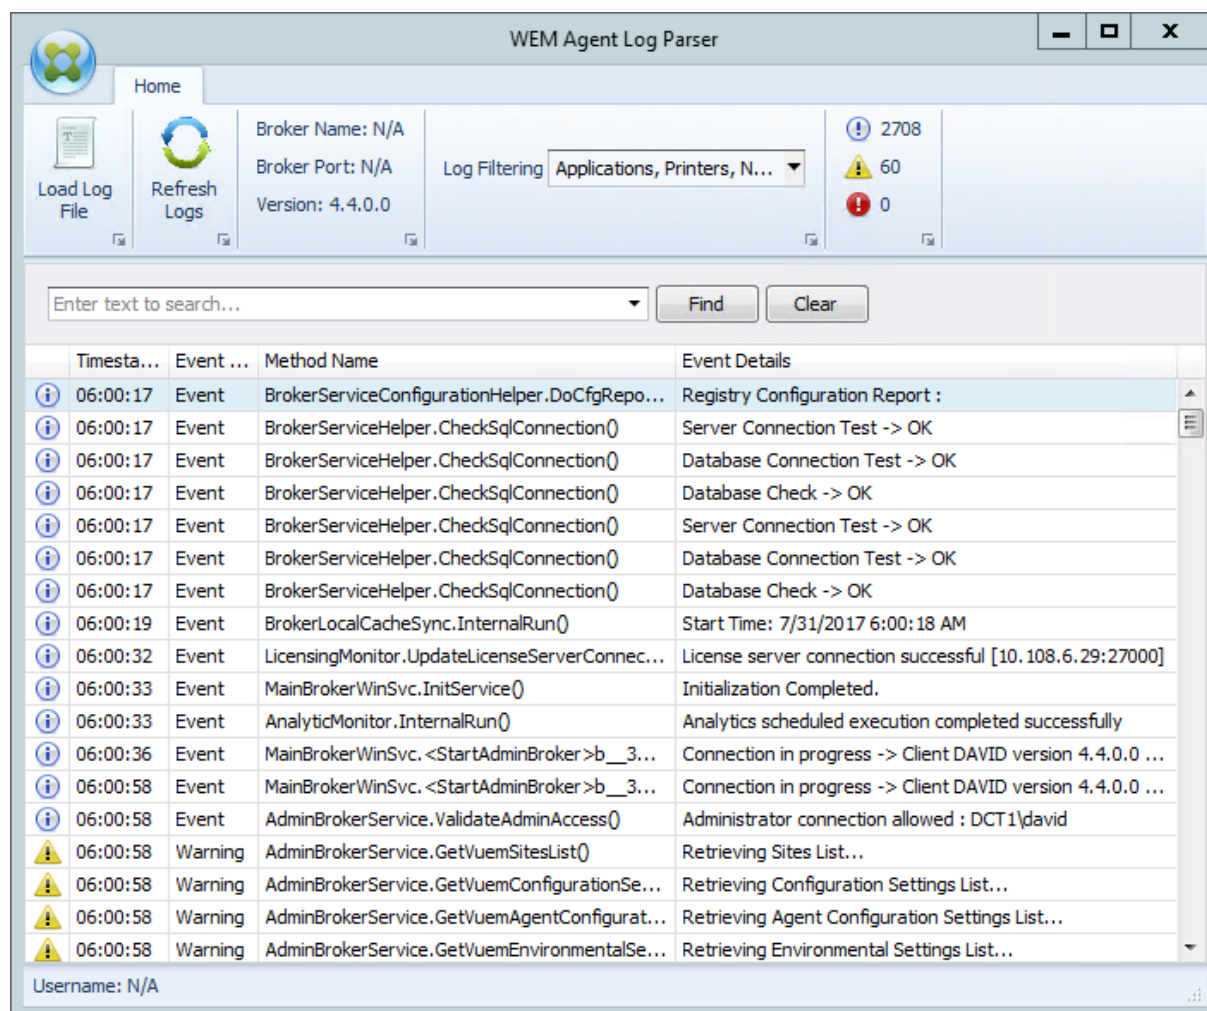 WEM Agent Log Parser
Home
Load Log File
Refresh Logs
Broker Name: N/A
Broker Port: N/A
Version: 4.4.0.0
Log Filtering Applications, Printers, N...
2708
60
0
Enter text to search...
Find Clear
Timesta... Event ... Method Name Event Details
06:00:17 Event BrokerServiceConfigurationHelper.DoCfgRepo... Registry Configuration Report :
06:00:17 Event BrokerServiceHelper.CheckSqlConnection() Server Connection Test -> OK
06:00:17 Event BrokerServiceHelper.CheckSqlConnection() Database Connection Test -> OK
06:00:17 Event BrokerServiceHelper.CheckSqlConnection() Database Check -> OK
06:00:17 Event BrokerServiceHelper.CheckSqlConnection() Server Connection Test -> OK
06:00:17 Event BrokerServiceHelper.CheckSqlConnection() Database Connection Test -> OK
06:00:17 Event BrokerServiceHelper.CheckSqlConnection() Database Check -> OK
06:00:19 Event BrokerLocalCacheSync.InternalRun() Start Time: 7/31/2017 6:00:18 AM
06:00:32 Event LicensingMonitor.UpdateLicenseServerConnec... License server connection successful [10.108.6.29:27000]
06:00:33 Event MainBrokerWinSvc.InitService() Initialization Completed.
06:00:33 Event AnalyticMonitor.InternalRun() Analytics scheduled execution completed successfully
06:00:36 Event MainBrokerWinSvc.<StartAdminBroker>b__3... Connection in progress -> Client DAVID version 4.4.0.0 ...
06:00:58 Event MainBrokerWinSvc.<StartAdminBroker>b__3... Connection in progress -> Client DAVID version 4.4.0.0 ...
06:00:58 Event AdminBrokerService.ValidateAdminAccess() Administrator connection allowed : DCT1\david
06:00:58 Warning AdminBrokerService.GetVuemSitesList() Retrieving Sites List...
06:00:58 Warning AdminBrokerService.GetVuemConfigurationSe... Retrieving Configuration Settings List...
06:00:58 Warning AdminBrokerService.GetVuemAgentConfigurat... Retrieving Agent Configuration Settings List...
06:00:58 Warning AdminBrokerService.GetVuemEnvironmentalSe... Retrieving Environmental Settings List...
Username: N/A